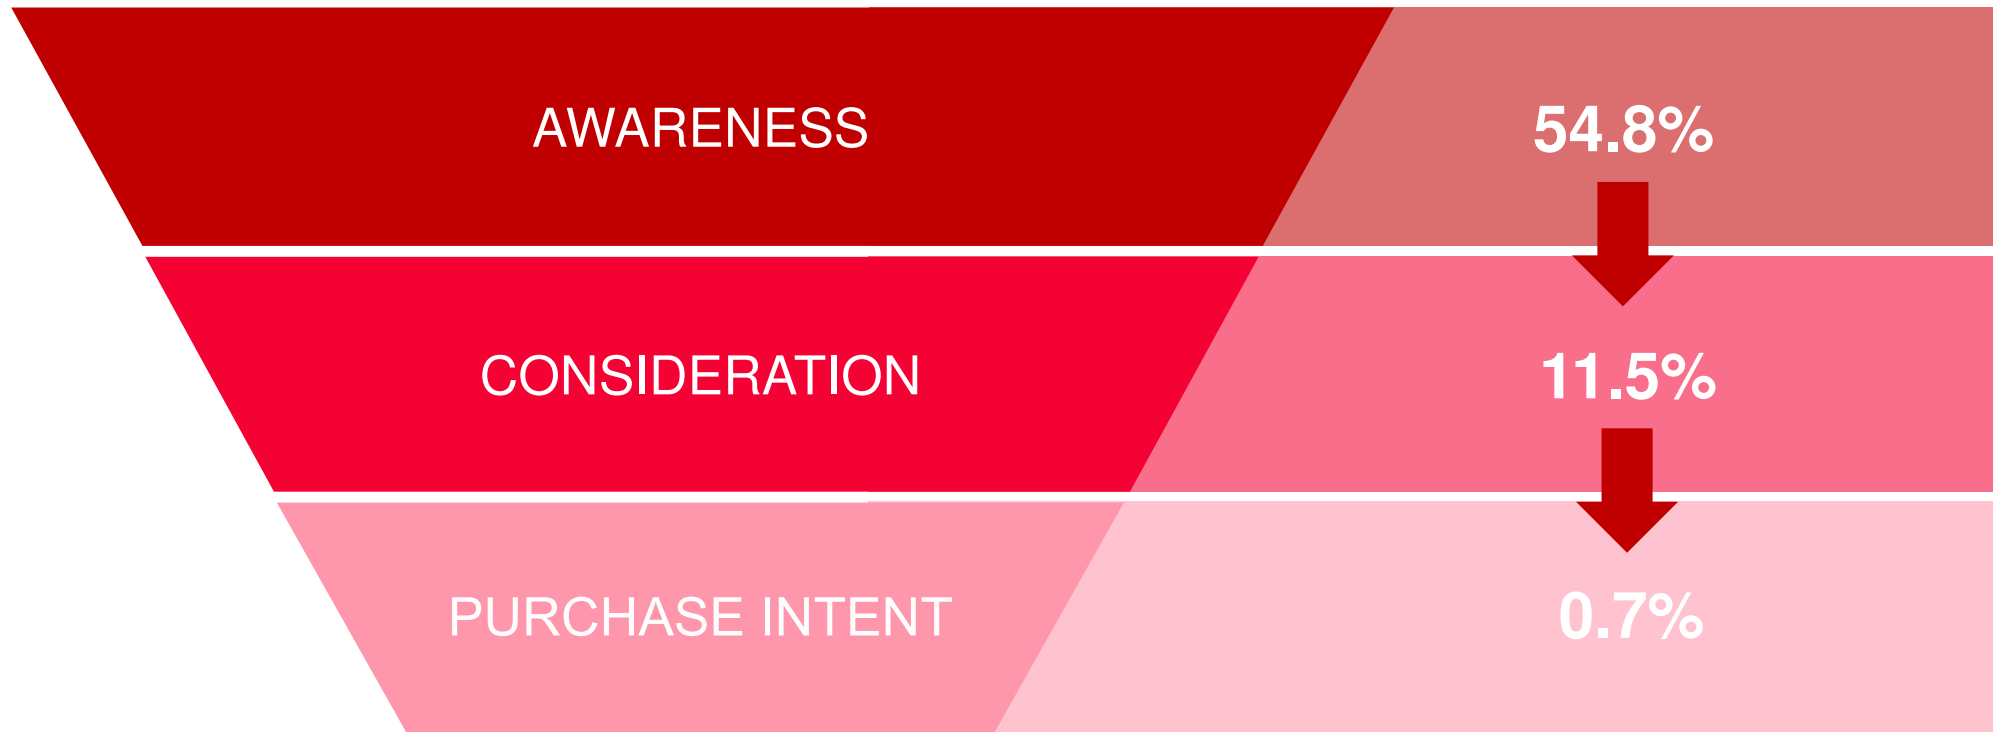 AWARENESS 54.8%
CONSIDERATION 11.5%
PURCHASE INTENT 0.7%